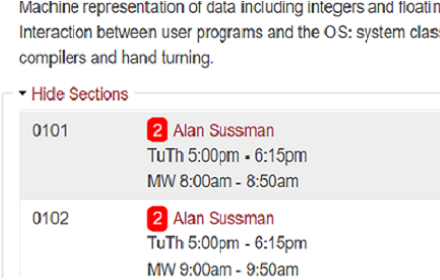 Machine representation of data including integers and floatin
Interaction between user programs and the OS: system clas
compilers and hand turning.
Hide Sections
0101 2 Alan Sussman
TuTh 5:00pm - 6:15pm
MW 8:00am - 8:50am
0102 2 Alan Sussman
TuTh 5:00pm - 6:15pm
MW 9:00am - 9:50am